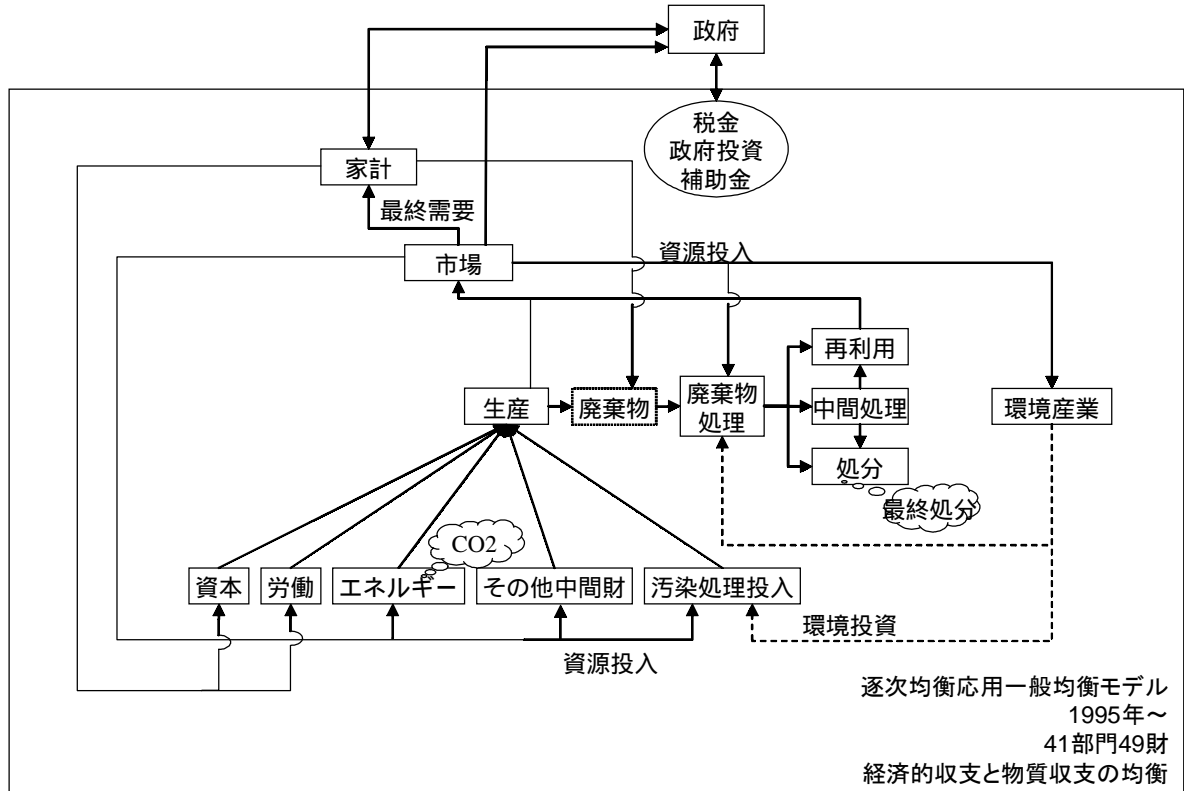 政府
税金
政府投資
補助金
家計
最終需要
市場
資源投入
再利用
生産
廃棄物
廃棄物
処理
中間処理
環境産業
処分
最終処分
CO2
資本
労働
エネルギー
その他中間財
汚染処理投入
環境投資
資源投入
逐次均衡応用一般均衡モデル
1995年～
41部門49財
経済的収支と物質収支の均衡